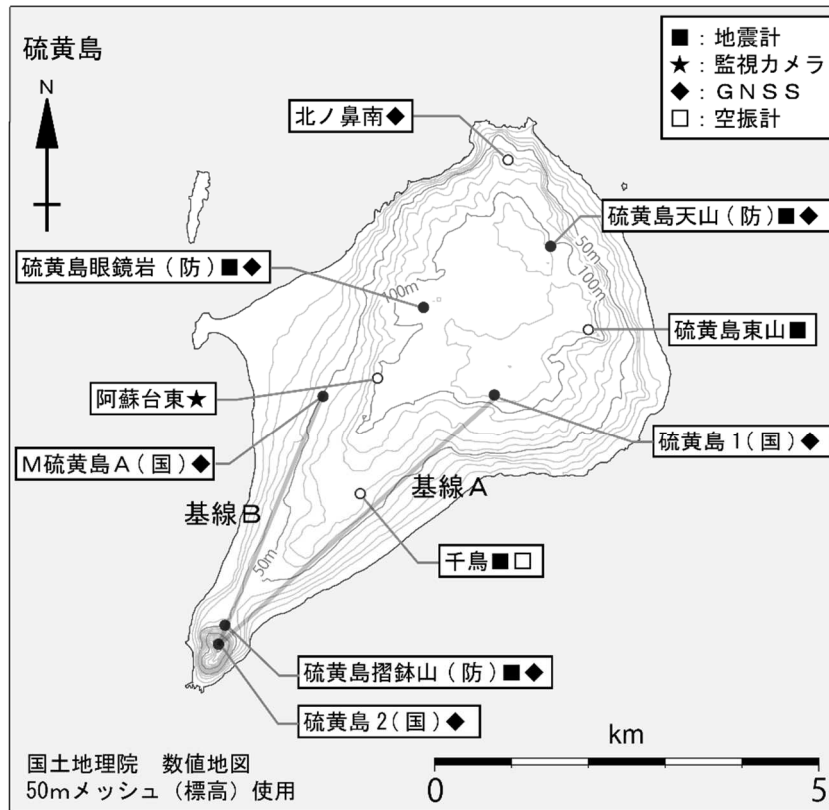 硫黄島
■：地震計
★：監視カメラ
◆：ＧＮＳＳ
□：空振計
N
北ノ鼻南◆
硫黄島天山（防）■◆
50m
100m
硫黄島眼鏡岩（防）■◆
100m
硫黄島東山■
阿蘇台東★
硫黄島1（国）◆
M硫黄島A（国）◆
基線A
基線B
千鳥■□
50m
硫黄島摺鉢山（防）■◆
硫黄島2（国）◆
km
国土地理院　数値地図
50mメッシュ（標高）使用
0
5